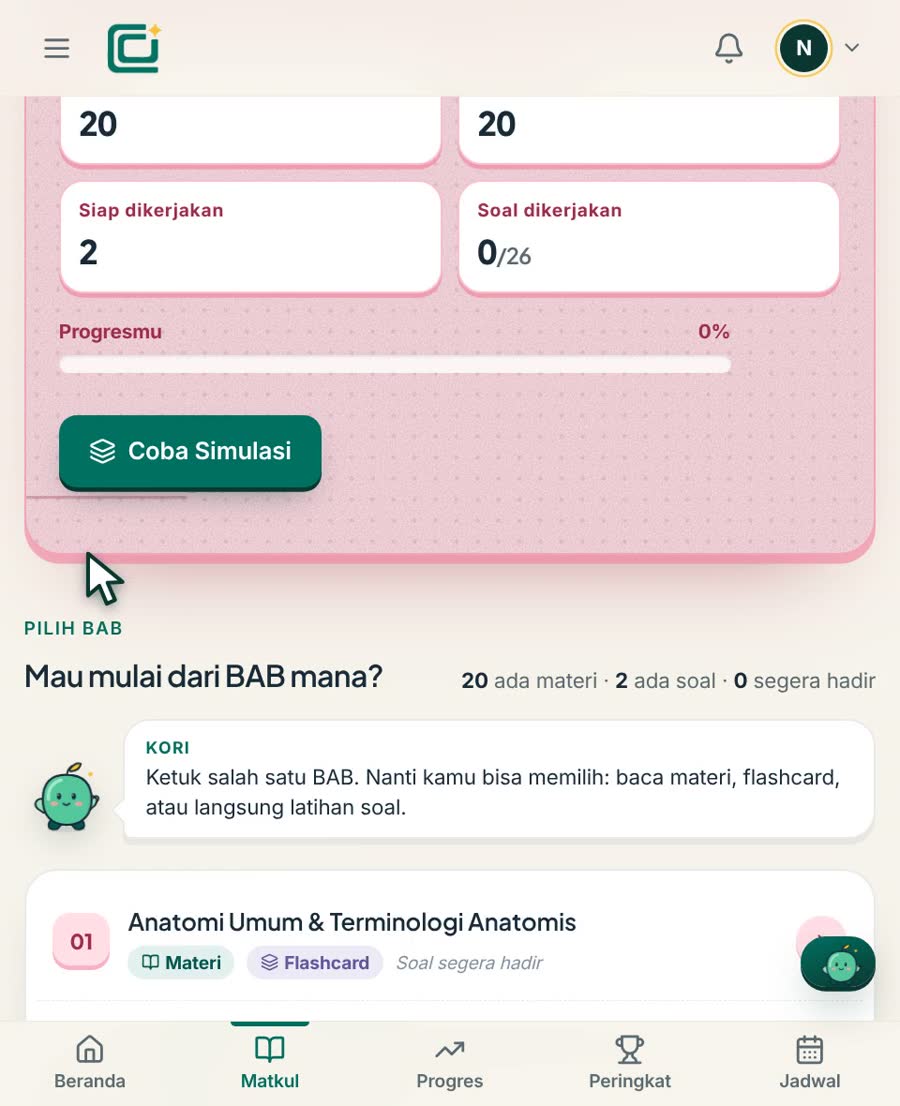 N
20
20
Siap dikerjakan
Soal dikerjakan
2
0/26
Progresmu
0%
Coba Simulasi
PILIH BAB
Mau mulai dari BAB mana?
20 ada materi · 2 ada soal · 0 segera hadir
KORI
Ketuk salah satu BAB. Nanti kamu bisa memilih: baca materi, flashcard,
atau langsung latihan soal.
01
Anatomi Umum & Terminologi Anatomis
Materi
Flashcard
Soal segera hadir
Beranda
Matkul
Progres
Peringkat
Jadwal